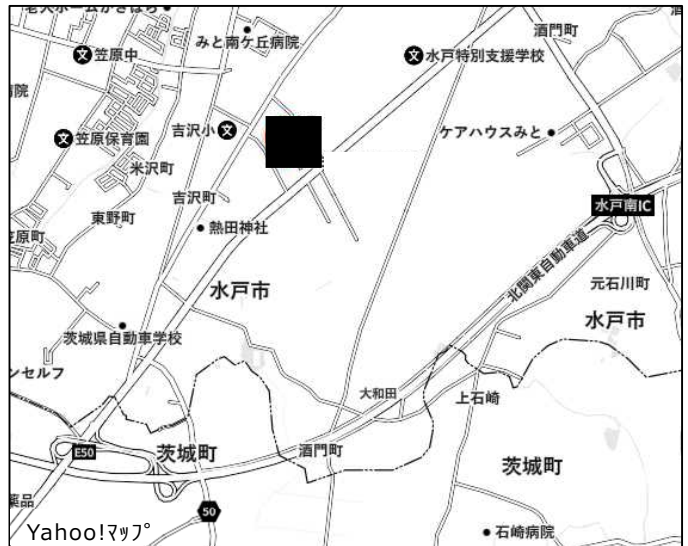 老人ホームかさはら
酒門町
みと南ケ丘病院
文 笠原中
文 水戸特別支援学校
病院
吉沢小 文
ケアハウスみと
文 笠原保育園
米沢町
吉沢町
水戸南IC
東野町
熱田神社
笠原町
北関東自動車道
元石川町
水戸市
水戸市
茨城県自動車学校
ンセルフ
大和田
上石崎
E50
茨城町
酒門町
茨城町
薬品
50
石崎病院
Yahoo!マップ